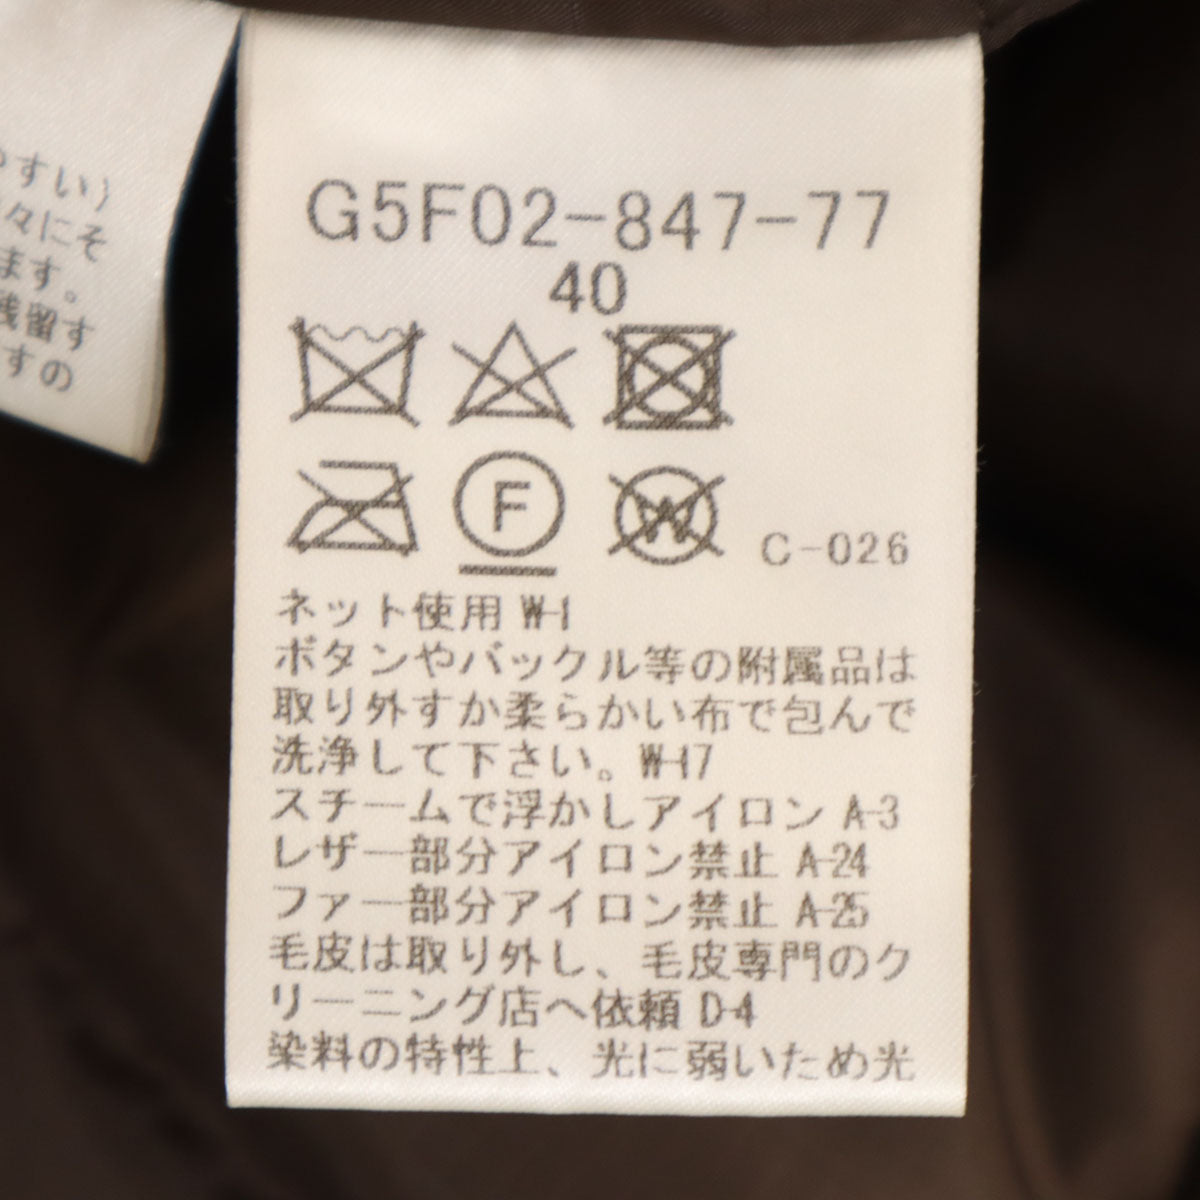 すい)
々にそ
ます。
残留す
すの
G5F02-847-77
40
F
W
C-026
ネット使用 W-1
ボタンやバックル等の附属品は
取り外すか柔らかい布で包んで
洗浄して下さい。W-17
スチームで浮かしアイロン A-3
レザー部分アイロン禁止 A-24
ファー部分アイロン禁止 A-25
毛皮は取り外し、毛皮専門のク
リーニング店へ依頼 D-4
染料の特性上、光に弱いため光